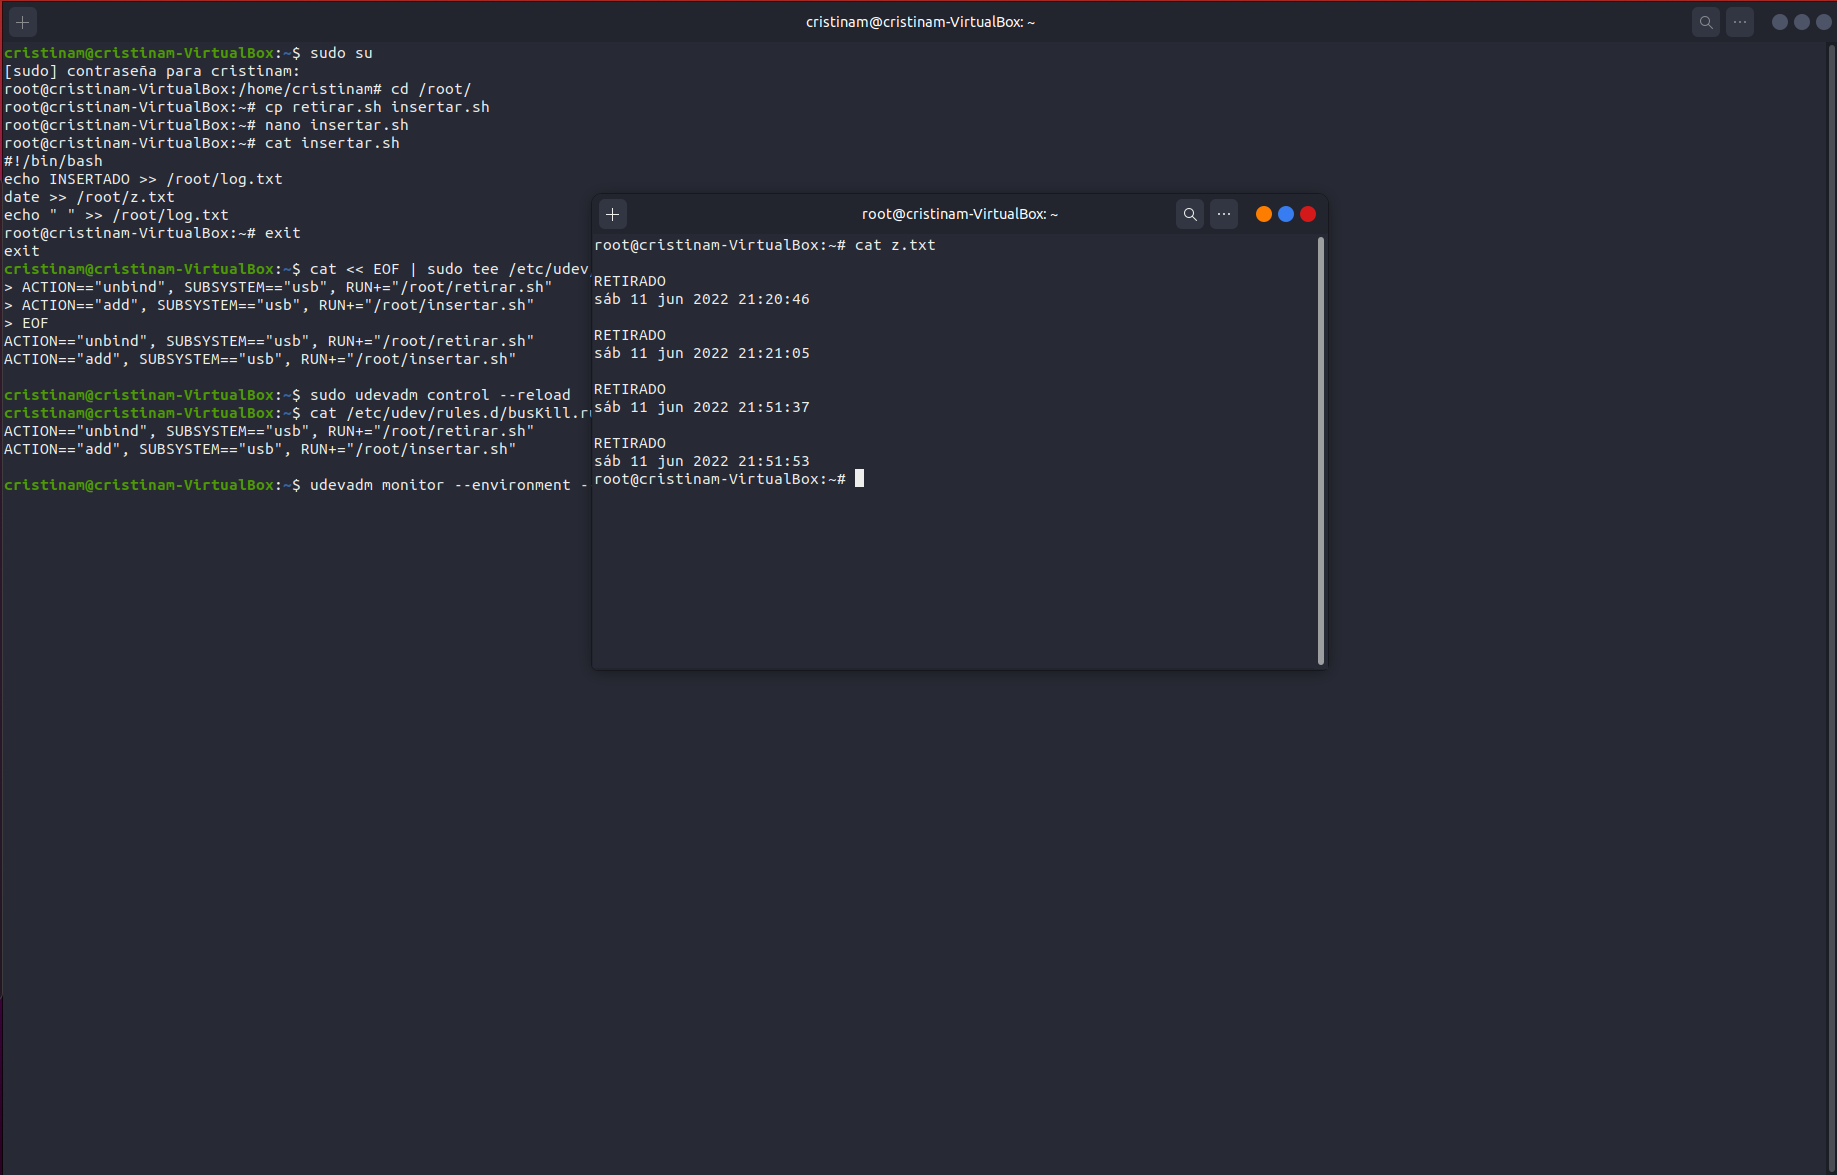 cristinam@cristinam-VirtualBox: ~
cristinam@cristinam-VirtualBox:~$ sudo su
[sudo] contraseña para cristinam:
root@cristinam-VirtualBox:/home/cristinam# cd /root/
root@cristinam-VirtualBox:~# cp retirar.sh insertar.sh
root@cristinam-VirtualBox:~# nano insertar.sh
root@cristinam-VirtualBox:~# cat insertar.sh
#!/bin/bash
echo INSERTADO >> /root/log.txt
date >> /root/z.txt
echo " " >> /root/log.txt
root@cristinam-VirtualBox:~# exit
exit
cristinam@cristinam-VirtualBox:~$ cat << EOF | sudo tee /etc/udev
> ACTION=="unbind", SUBSYSTEM=="usb", RUN+="/root/retirar.sh"
> ACTION=="add", SUBSYSTEM=="usb", RUN+="/root/insertar.sh"
> EOF
ACTION=="unbind", SUBSYSTEM=="usb", RUN+="/root/retirar.sh"
ACTION=="add", SUBSYSTEM=="usb", RUN+="/root/insertar.sh"
cristinam@cristinam-VirtualBox:~$ sudo udevadm control --reload
cristinam@cristinam-VirtualBox:~$ cat /etc/udev/rules.d/busKill.ru
ACTION=="unbind", SUBSYSTEM=="usb", RUN+="/root/retirar.sh"
ACTION=="add", SUBSYSTEM=="usb", RUN+="/root/insertar.sh"
cristinam@cristinam-VirtualBox:~$ udevadm monitor --environment -
root@cristinam-VirtualBox: ~
root@cristinam-VirtualBox:~# cat z.txt
RETIRADO
sáb 11 jun 2022 21:20:46
RETIRADO
sáb 11 jun 2022 21:21:05
RETIRADO
sáb 11 jun 2022 21:51:37
RETIRADO
sáb 11 jun 2022 21:51:53
root@cristinam-VirtualBox:~#